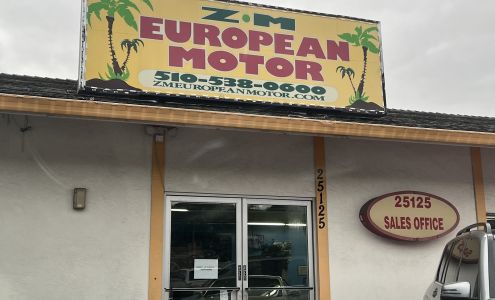 Z·M
EUROPEAN
MOTOR
510-538-0600
ZMEUROPEANMOTOR.COM
25125
25125
SALES OFFICE